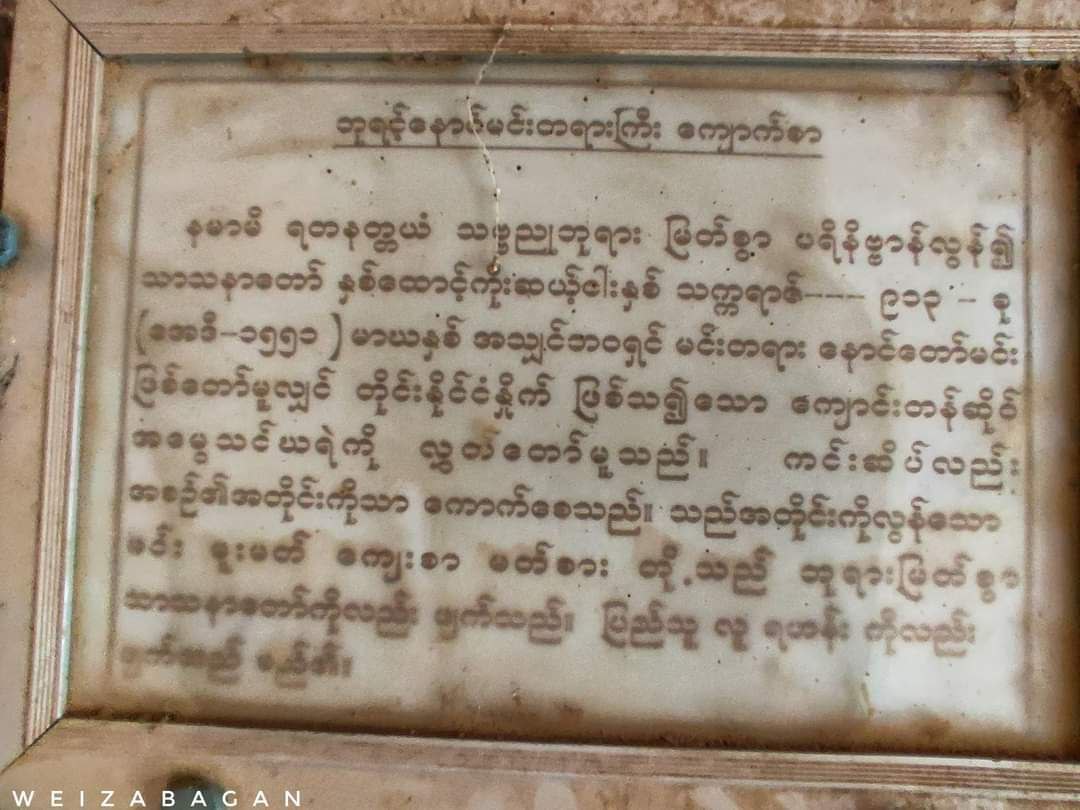 ဘုရင့်နောင်မင်းတရားကြီး ကျောက်စာ
နမာမိ ရတနတ္တယံ သဗ္ဗညုဘုရား မြတ်စွာ ပရိနိဗ္ဗာန်လွန်၍
သာသနာတော် နှစ်ထောင့်ကိုးဆယ့်ငါးနှစ် သက္ကရာဇ်---- ၉၁၃ - ခု
(အေဒီ--၁၅၅၁ ) မာဃနှစ် အသျှင်ဘဝရှင် မင်းတရား နောင်တော်မင်း
ဖြစ်တော်မူလျှင် တိုင်းနိုင်ငံ၌ ဖြစ်သ၍သော ကျောင်းတန်ဆိုင်
အမွေသင်ဃရဲကို လွှတ်တော်မူသည်။ ကင်းဆိပ်လည်း
အစဉ်၏အတိုင်းကိုသာ ကောက်စေသည်။ သည်အတိုင်းကိုလွန်သော
မင်း မှူးမတ် ကျေးစာ မတ်စား တို့သည် ဘုရားမြတ်စွာ
သာသနာတော်ကိုလည်း ဖျက်သည်။ ပြည်သူ လူ ရဟန်း ကိုလည်း
ဖျက်သည် မည်၏။